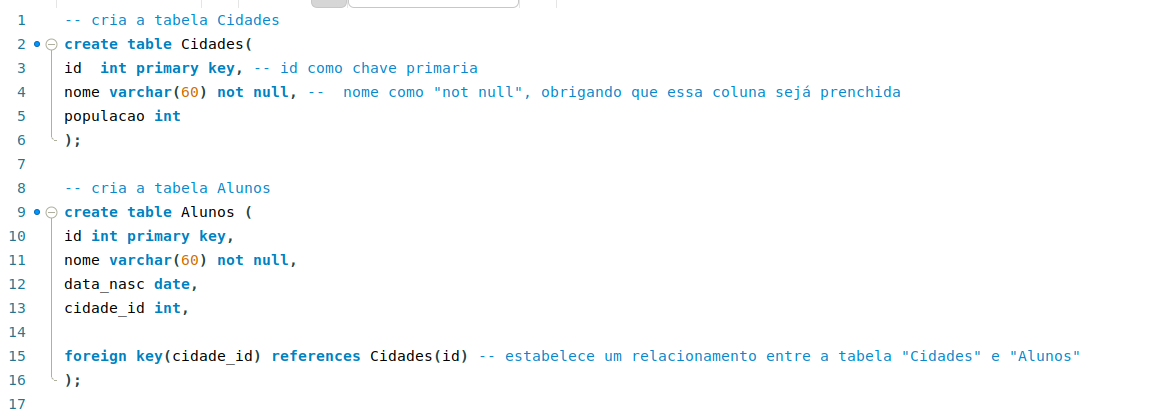 1 -- cria a tabela Cidades
2 create table Cidades(
3 id  int primary key, -- id como chave primaria
4 nome varchar(60) not null, --  nome como "not null", obrigando que essa coluna sejá prenchida
5 populacao int
6 );
7
8 -- cria a tabela Alunos
9 create table Alunos (
10 id int primary key,
11 nome varchar(60) not null,
12 data_nasc date,
13 cidade_id int,
14
15 foreign key(cidade_id) references Cidades(id) -- estabelece um relacionamento entre a tabela "Cidades" e "Alunos"
16 );
17